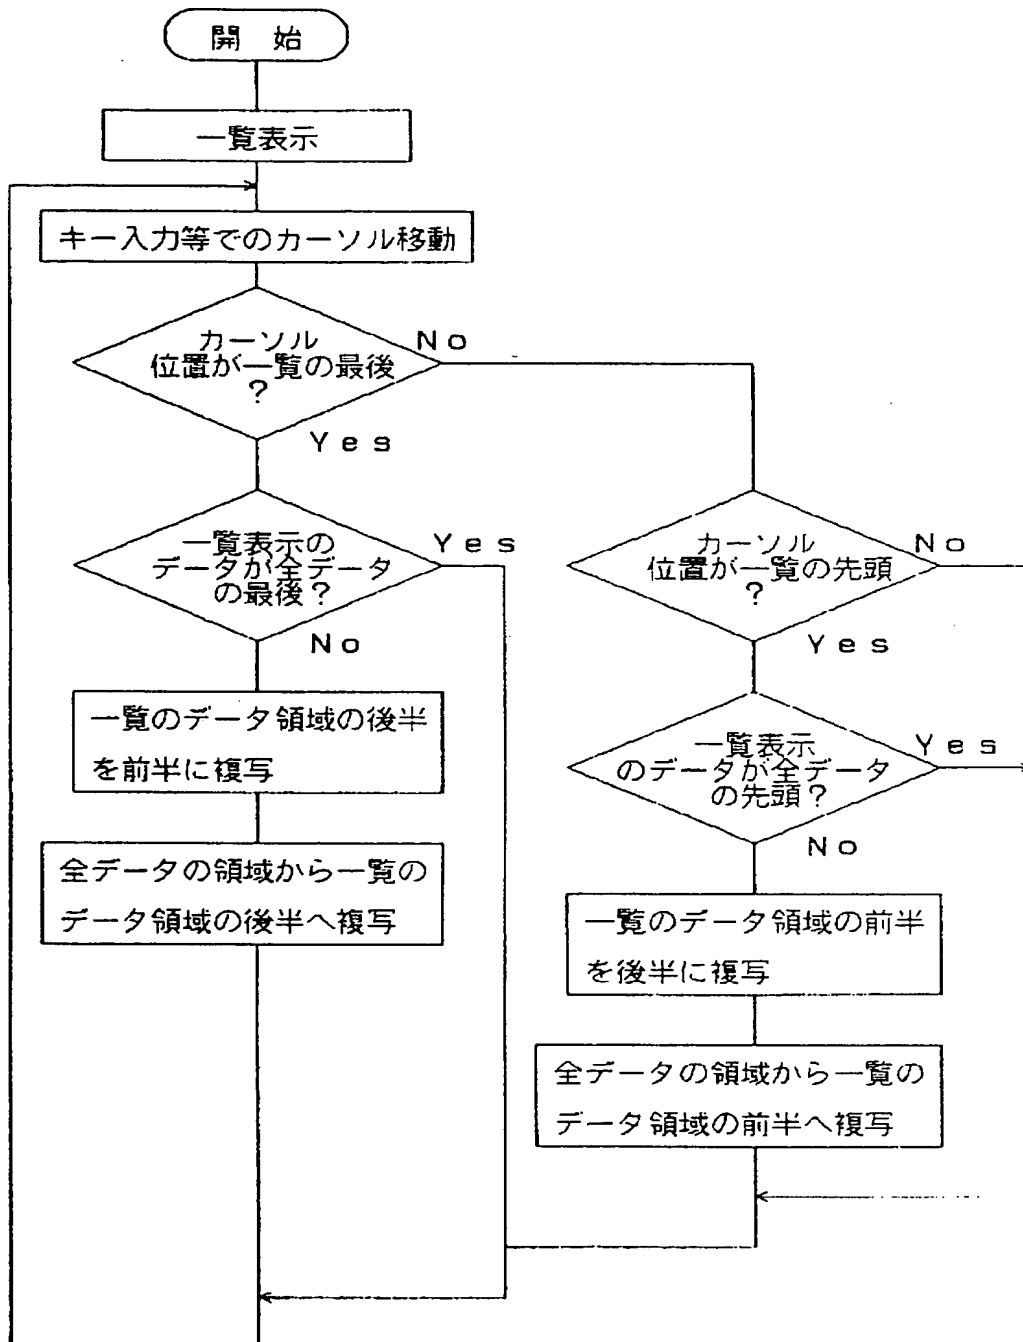 開 始
一覧表示
キー入力等でのカーソル移動
カーソル
位置が一覧の最後
?
No
Yes
一覧表示の
データが全データ
の最後?
Yes
No
一覧のデータ領域の後半
を前半に複写
全データの領域から一覧の
データ領域の後半へ複写
カーソル
位置が一覧の先頭
?
No
Yes
一覧表示
のデータが全データ
の先頭?
Yes
No
一覧のデータ領域の前半
を後半に複写
全データの領域から一覧の
データ領域の前半へ複写